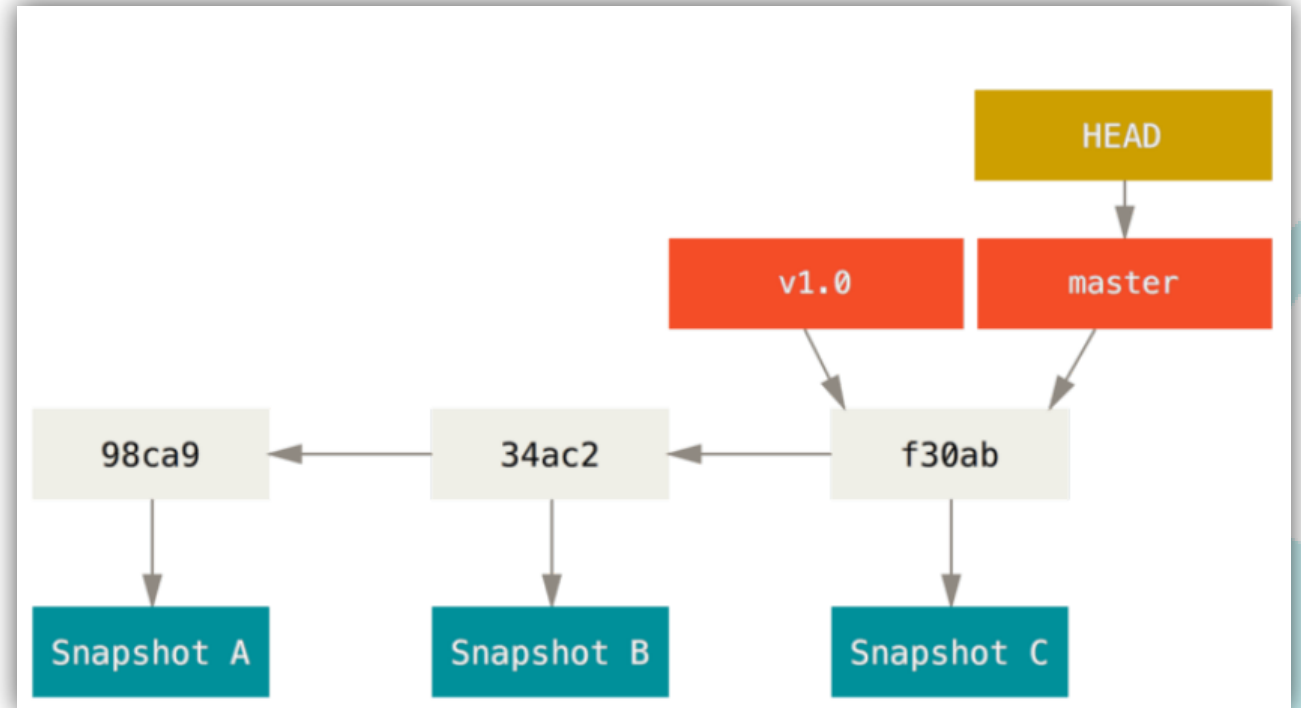 HEAD
v1.0
master
98ca9
34ac2
f30ab
Snapshot A
Snapshot B
Snapshot C